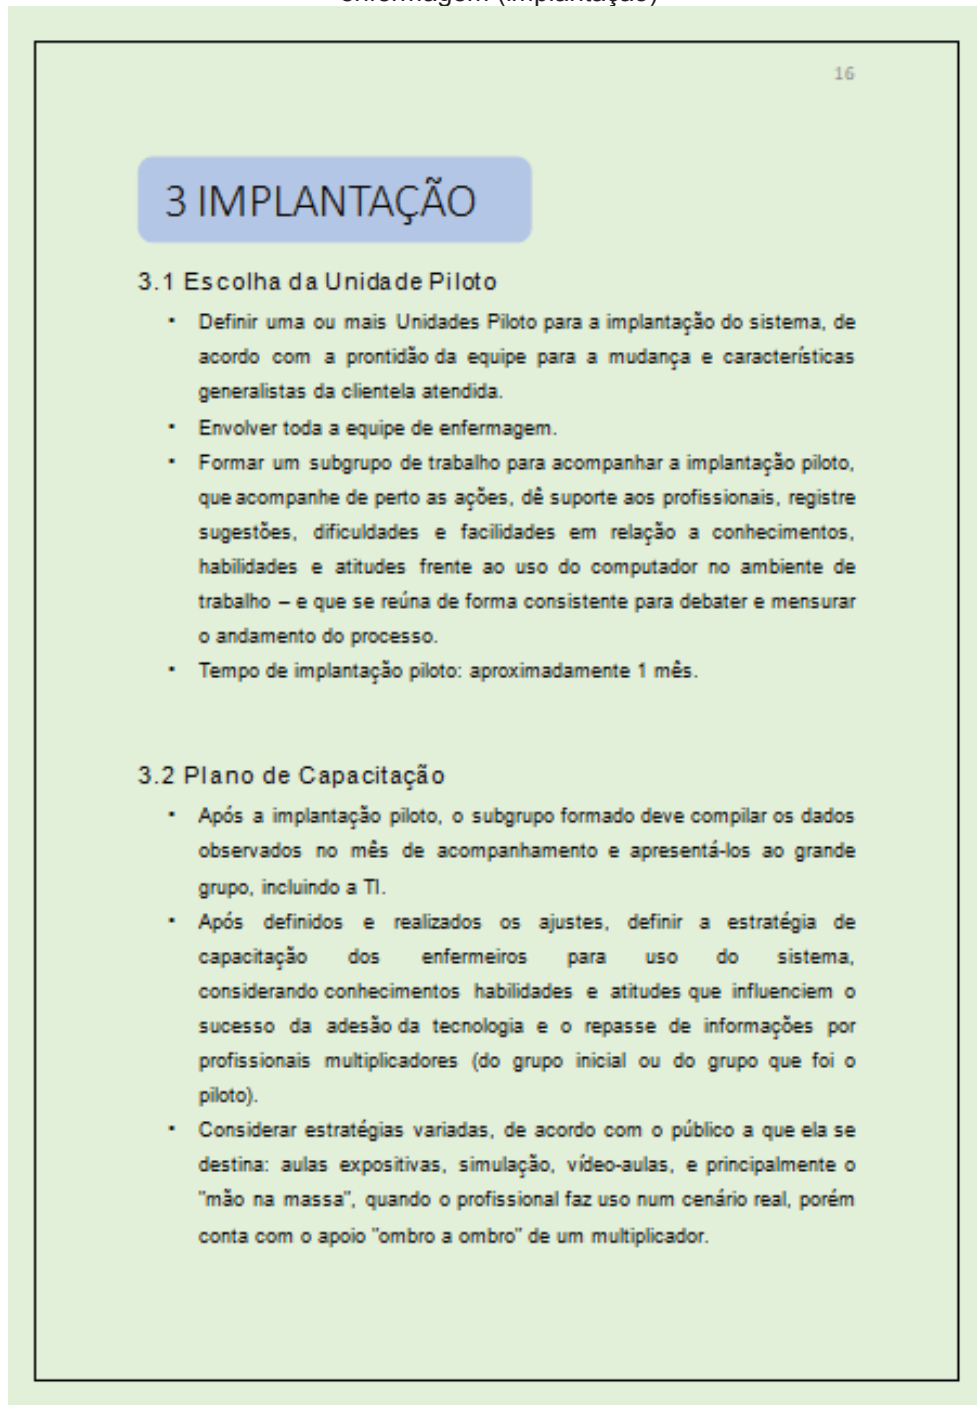 enfermagem (implantação)
16
3 IMPLANTAÇÃO
3.1 Escolha da Unidade Piloto
• Definir uma ou mais Unidades Piloto para a implantação do sistema, de
acordo com a prontidão da equipe para a mudança e características
generalistas da clientela atendida.
• Envolver toda a equipe de enfermagem.
• Formar um subgrupo de trabalho para acompanhar a implantação piloto,
que acompanhe de perto as ações, dê suporte aos profissionais, registre
sugestões, dificuldades e facilidades em relação a conhecimentos,
habilidades e atitudes frente ao uso do computador no ambiente de
trabalho – e que se reúna de forma consistente para debater e mensurar
o andamento do processo.
• Tempo de implantação piloto: aproximadamente 1 mês.
3.2 Plano de Capacitação
• Após a implantação piloto, o subgrupo formado deve compilar os dados
observados no mês de acompanhamento e apresentá-los ao grande
grupo, incluindo a TI.
• Após definidos e realizados os ajustes, definir a estratégia de
capacitação dos enfermeiros para uso do sistema,
considerando conhecimentos habilidades e atitudes que influenciem o
sucesso da adesão da tecnologia e o repasse de informações por
profissionais multiplicadores (do grupo inicial ou do grupo que foi o
piloto).
• Considerar estratégias variadas, de acordo com o público a que ela se
destina: aulas expositivas, simulação, vídeo-aulas, e principalmente o
"mão na massa", quando o profissional faz uso num cenário real, porém
conta com o apoio "ombro a ombro" de um multiplicador.